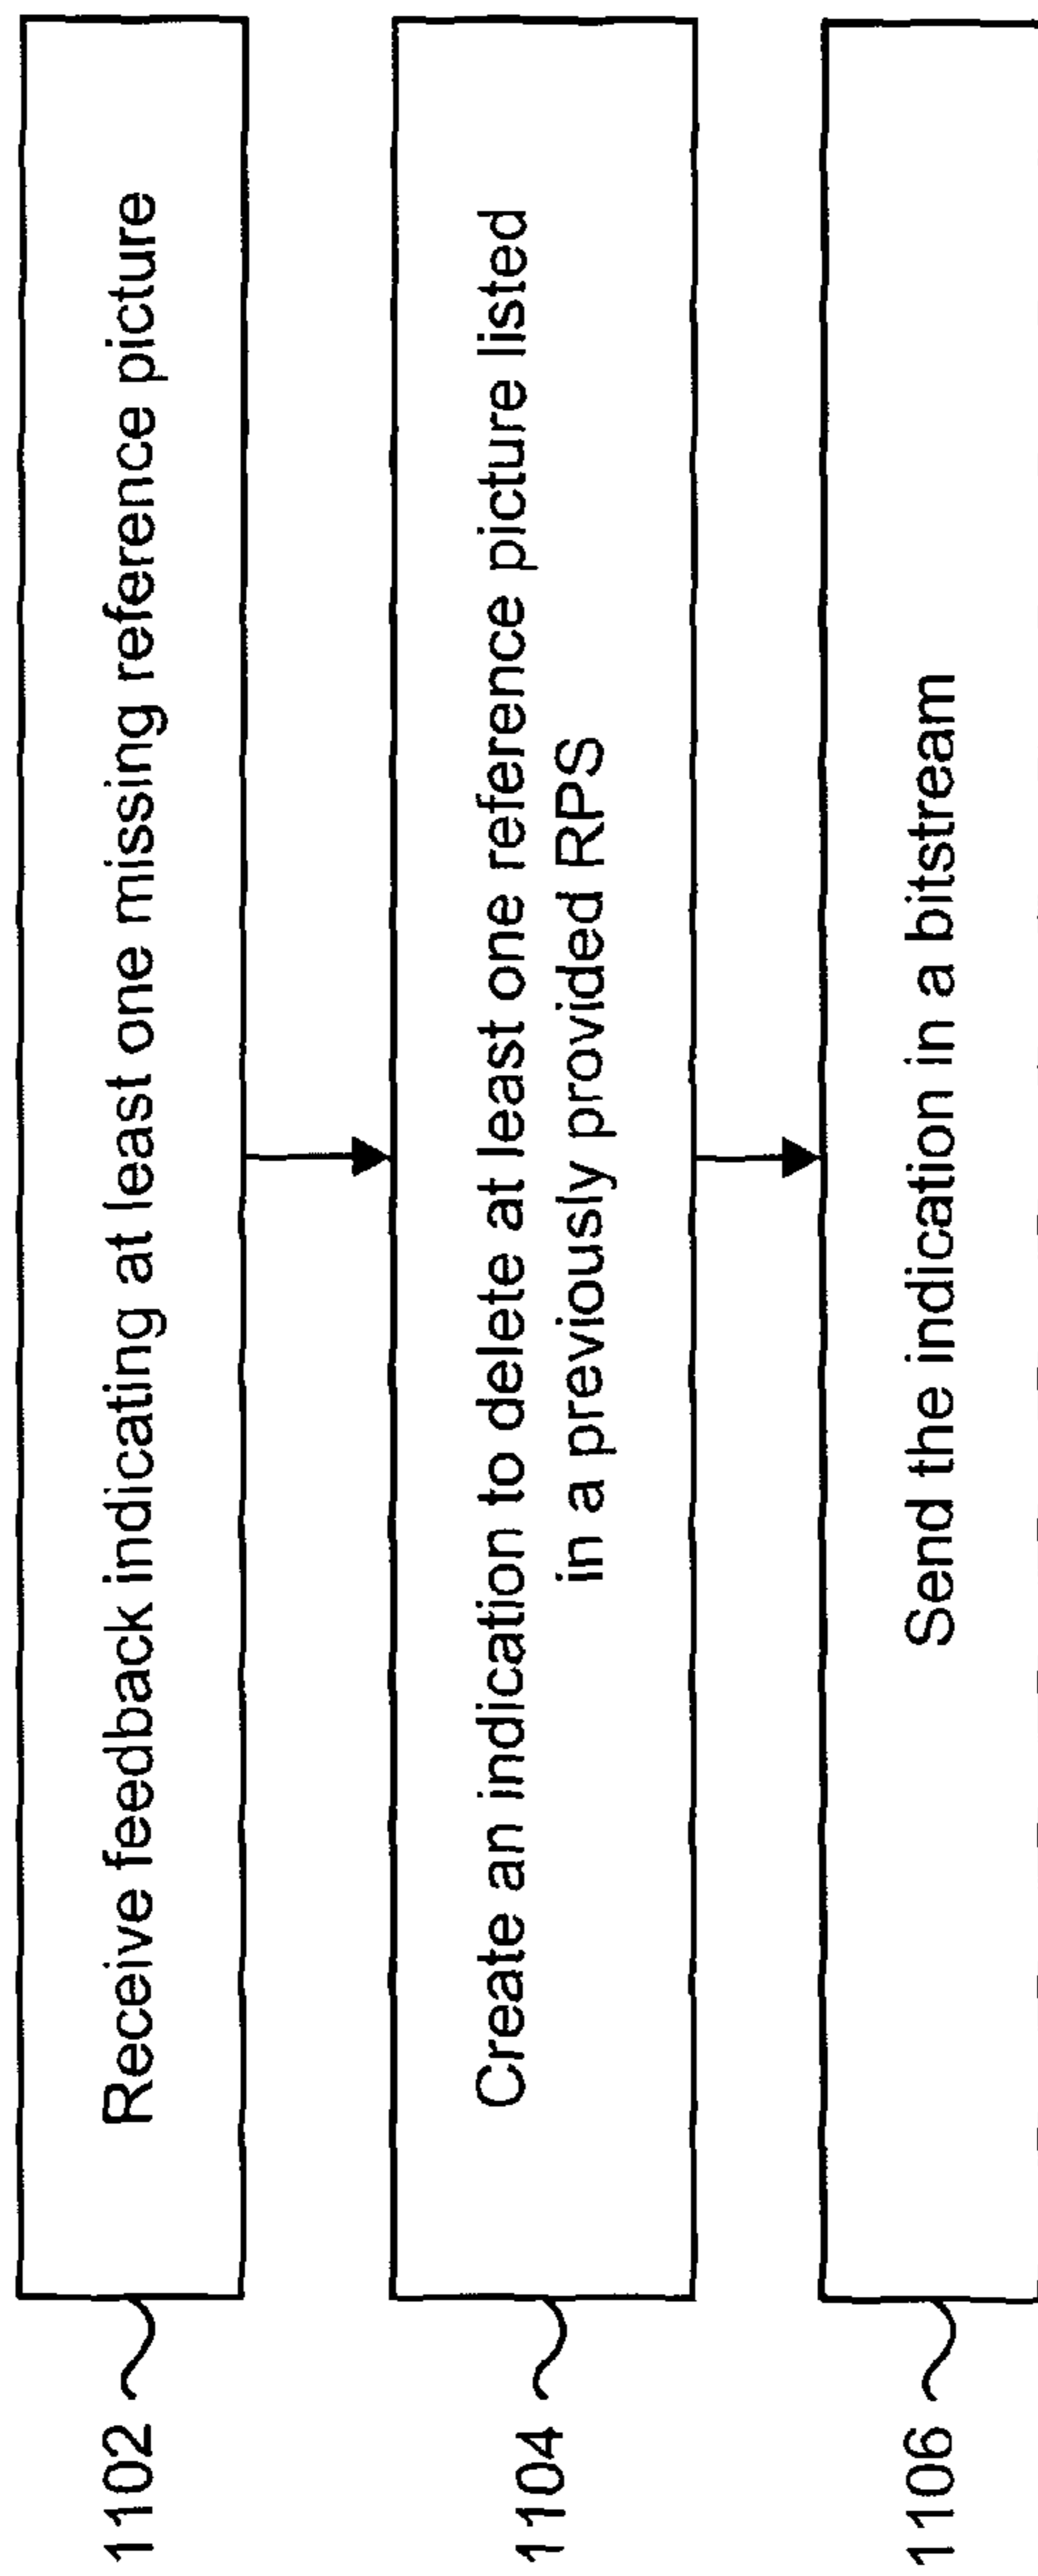 1102
Receive feedback indicating at least one missing reference picture
1104
Create an indication to delete at least one reference picture listed
in a previously provided RPS
1106
Send the indication in a bitstream